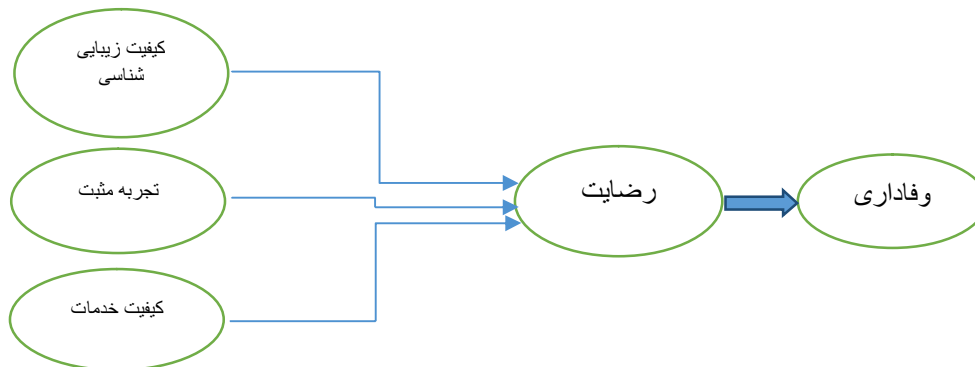 کیفیت زیبایی
شناسی
تجربه مثبت
کیفیت خدمات
رضایت
وفاداری